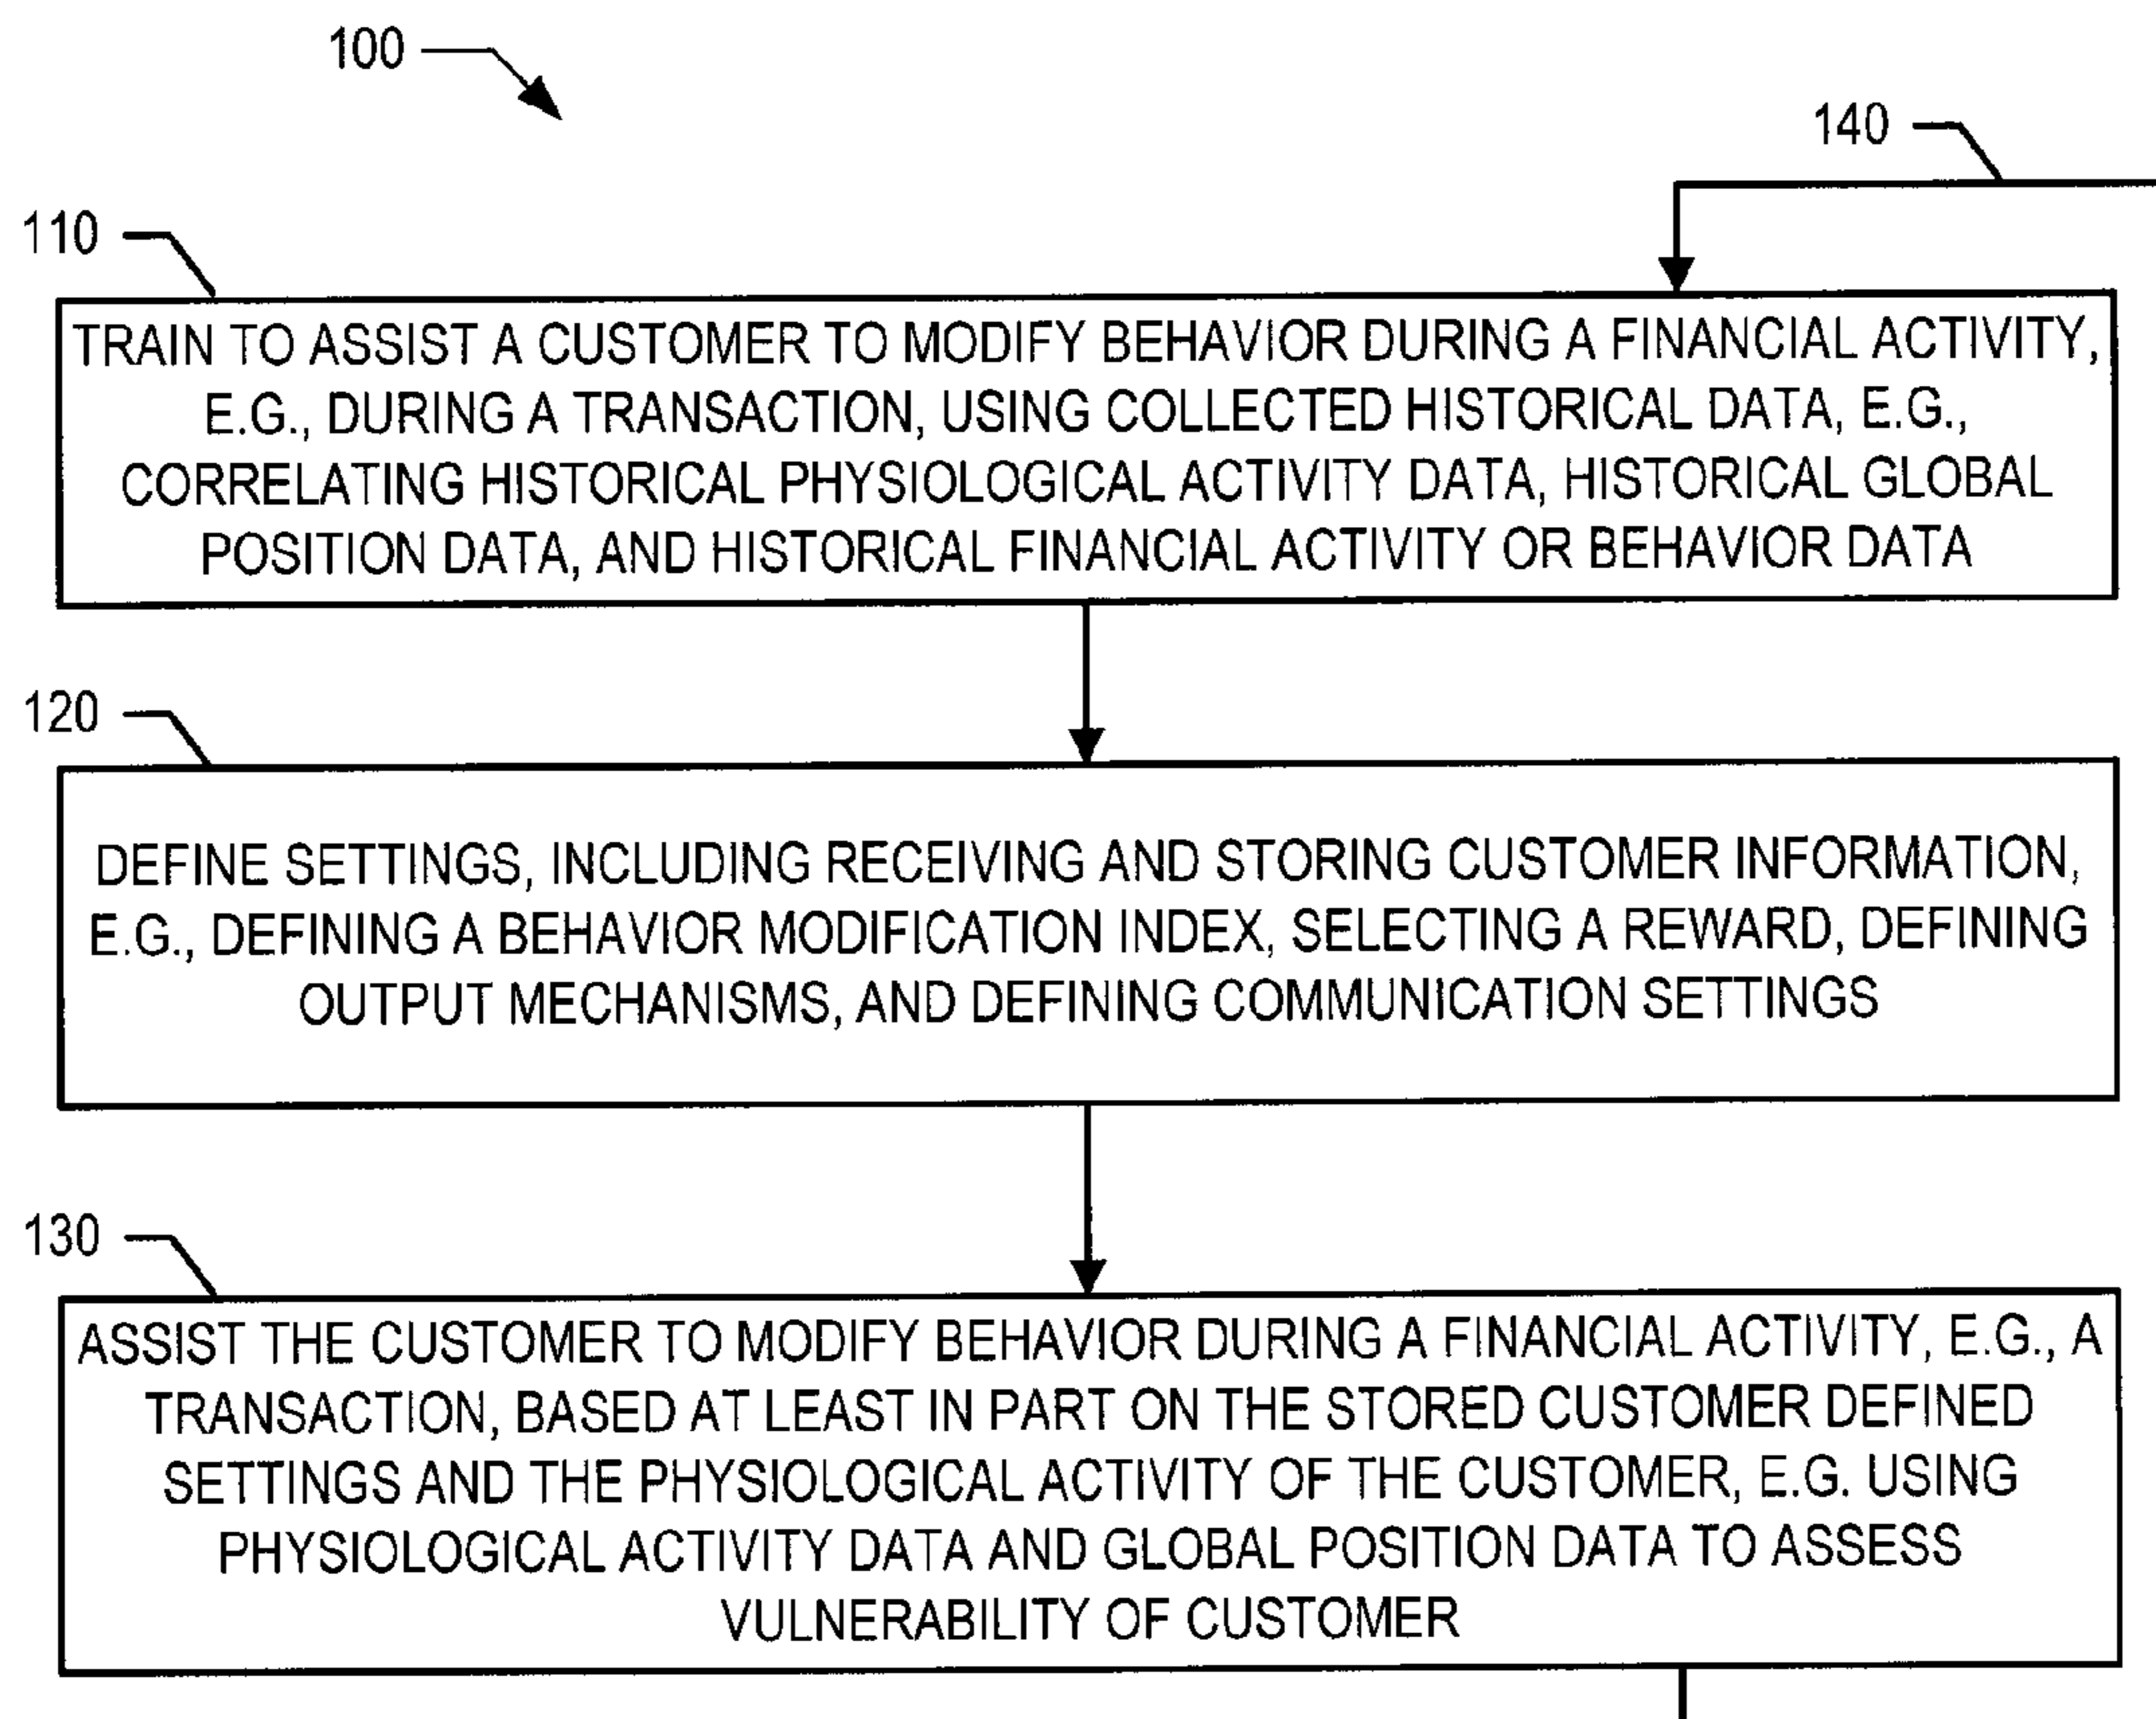 100
140
110
TRAIN TO ASSIST A CUSTOMER TO MODIFY BEHAVIOR DURING A FINANCIAL ACTIVITY,
E.G., DURING A TRANSACTION, USING COLLECTED HISTORICAL DATA, E.G.,
CORRELATING HISTORICAL PHYSIOLOGICAL ACTIVITY DATA, HISTORICAL GLOBAL
POSITION DATA, AND HISTORICAL FINANCIAL ACTIVITY OR BEHAVIOR DATA
120
DEFINE SETTINGS, INCLUDING RECEIVING AND STORING CUSTOMER INFORMATION,
E.G., DEFINING A BEHAVIOR MODIFICATION INDEX, SELECTING A REWARD, DEFINING
OUTPUT MECHANISMS, AND DEFINING COMMUNICATION SETTINGS
130
ASSIST THE CUSTOMER TO MODIFY BEHAVIOR DURING A FINANCIAL ACTIVITY, E.G., A
TRANSACTION, BASED AT LEAST IN PART ON THE STORED CUSTOMER DEFINED
SETTINGS AND THE PHYSIOLOGICAL ACTIVITY OF THE CUSTOMER, E.G. USING
PHYSIOLOGICAL ACTIVITY DATA AND GLOBAL POSITION DATA TO ASSESS
VULNERABILITY OF CUSTOMER